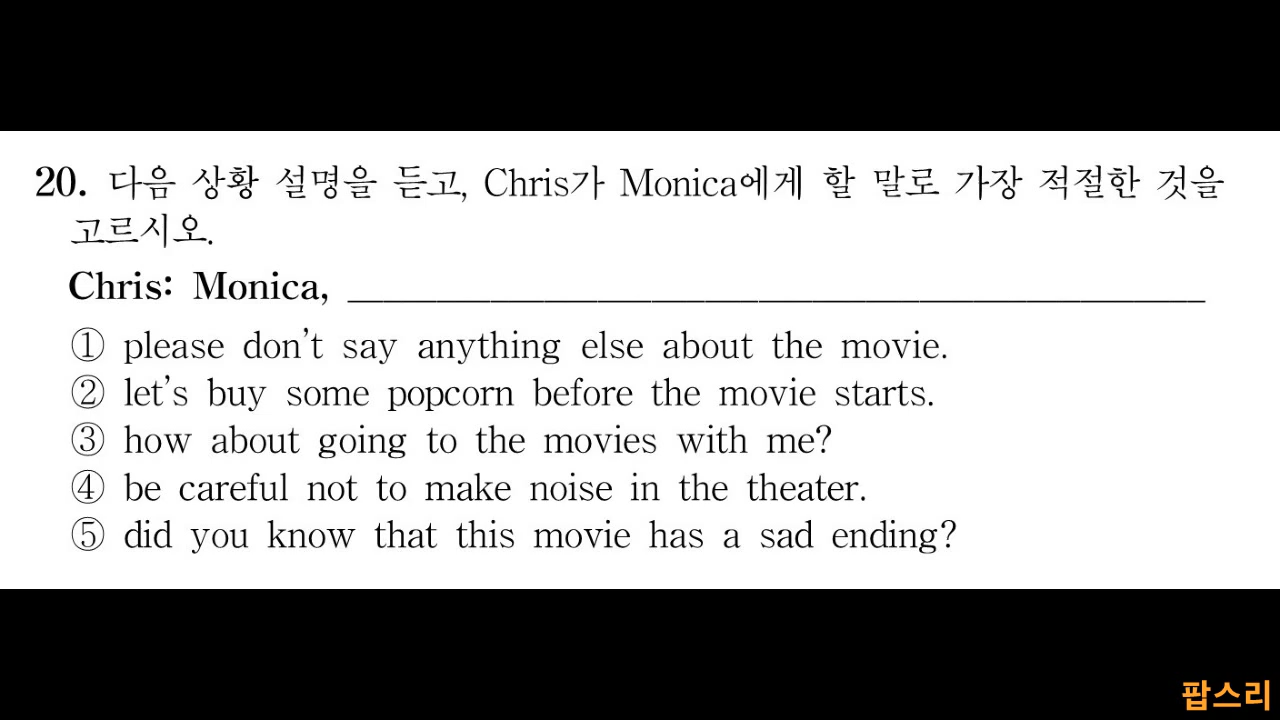 20. 다음 상황 설명을 듣고, Chris가 Monica에게 할 말로 가장 적절한 것을
고르시오.
Chris: Monica, ________________________________________
① please don't say anything else about the movie.
② let's buy some popcorn before the movie starts.
③ how about going to the movies with me?
④ be careful not to make noise in the theater.
⑤ did you know that this movie has a sad ending?
팝스리